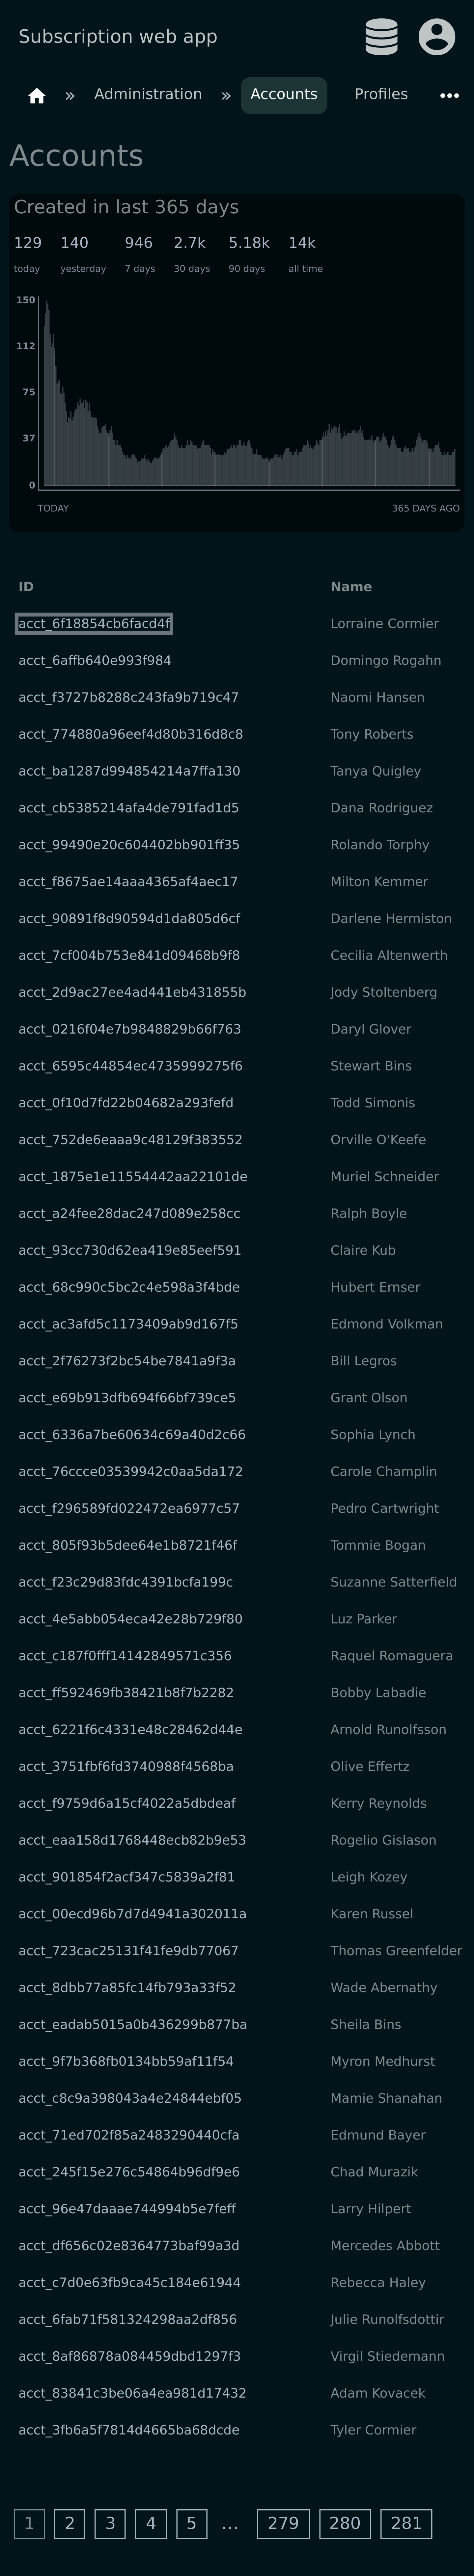 Subscription web app
» Administration » Accounts Profiles
Accounts
Created in last 365 days
129 140 946 2.7k 5.18k 14k
today yesterday 7 days 30 days 90 days all time
150
112
75
37
0
TODAY 365 DAYS AGO
ID Name
acct_6f18854cb6facd4f Lorraine Cormier
acct_6affb640e993f984 Domingo Rogahn
acct_f3727b8288c243fa9b719c47 Naomi Hansen
acct_774880a96eef4d80b316d8c8 Tony Roberts
acct_ba1287d994854214a7ffa130 Tanya Quigley
acct_cb5385214afa4de791fad1d5 Dana Rodriguez
acct_99490e20c604402bb901ff35 Rolando Torphy
acct_f8675ae14aaa4365af4aec17 Milton Kemmer
acct_90891f8d90594d1da805d6cf Darlene Hermiston
acct_7cf004b753e841d09468b9f8 Cecilia Altenwerth
acct_2d9ac27ee4ad441eb431855b Jody Stoltenberg
acct_0216f04e7b9848829b66f763 Daryl Glover
acct_6595c44854ec4735999275f6 Stewart Bins
acct_0f10d7fd22b04682a293fefd Todd Simonis
acct_752de6eaaa9c48129f383552 Orville O'Keefe
acct_1875e1e11554442aa22101de Muriel Schneider
acct_a24fee28dac247d089e258cc Ralph Boyle
acct_93cc730d62ea419e85eef591 Claire Kub
acct_68c990c5bc2c4e598a3f4bde Hubert Ernser
acct_ac3afd5c1173409ab9d167f5 Edmond Volkman
acct_2f76273f2bc54be7841a9f3a Bill Legros
acct_e69b913dfb694f66bf739ce5 Grant Olson
acct_6336a7be60634c69a40d2c66 Sophia Lynch
acct_76ccce03539942c0aa5da172 Carole Champlin
acct_f296589fd022472ea6977c57 Pedro Cartwright
acct_805f93b5dee64e1b8721f46f Tommie Bogan
acct_f23c29d83fdc4391bcfa199c Suzanne Satterfield
acct_4e5abb054eca42e28b729f80 Luz Parker
acct_c187f0fff14142849571c356 Raquel Romaguera
acct_ff592469fb38421b8f7b2282 Bobby Labadie
acct_6221f6c4331e48c28462d44e Arnold Runolfsson
acct_3751fbf6fd3740988f4568ba Olive Effertz
acct_f9759d6a15cf4022a5dbdeaf Kerry Reynolds
acct_eaa158d1768448ecb82b9e53 Rogelio Gislason
acct_901854f2acf347c5839a2f81 Leigh Kozey
acct_00ecd96b7d7d4941a302011a Karen Russel
acct_723cac25131f41fe9db77067 Thomas Greenfelder
acct_8dbb77a85fc14fb793a33f52 Wade Abernathy
acct_eadab5015a0b436299b877ba Sheila Bins
acct_9f7b368fb0134bb59af11f54 Myron Medhurst
acct_c8c9a398043a4e24844ebf05 Mamie Shanahan
acct_71ed702f85a2483290440cfa Edmund Bayer
acct_245f15e276c54864b96df9e6 Chad Murazik
acct_96e47daaae744994b5e7feff Larry Hilpert
acct_df656c02e8364773baf99a3d Mercedes Abbott
acct_c7d0e63fb9ca45c184e61944 Rebecca Haley
acct_6fab71f581324298aa2df856 Julie Runolfsdottir
acct_8af86878a084459dbd1297f3 Virgil Stiedemann
acct_83841c3be06a4ea981d17432 Adam Kovacek
acct_3fb6a5f7814d4665ba68dcde Tyler Cormier
1 2 3 4 5 … 279 280 281